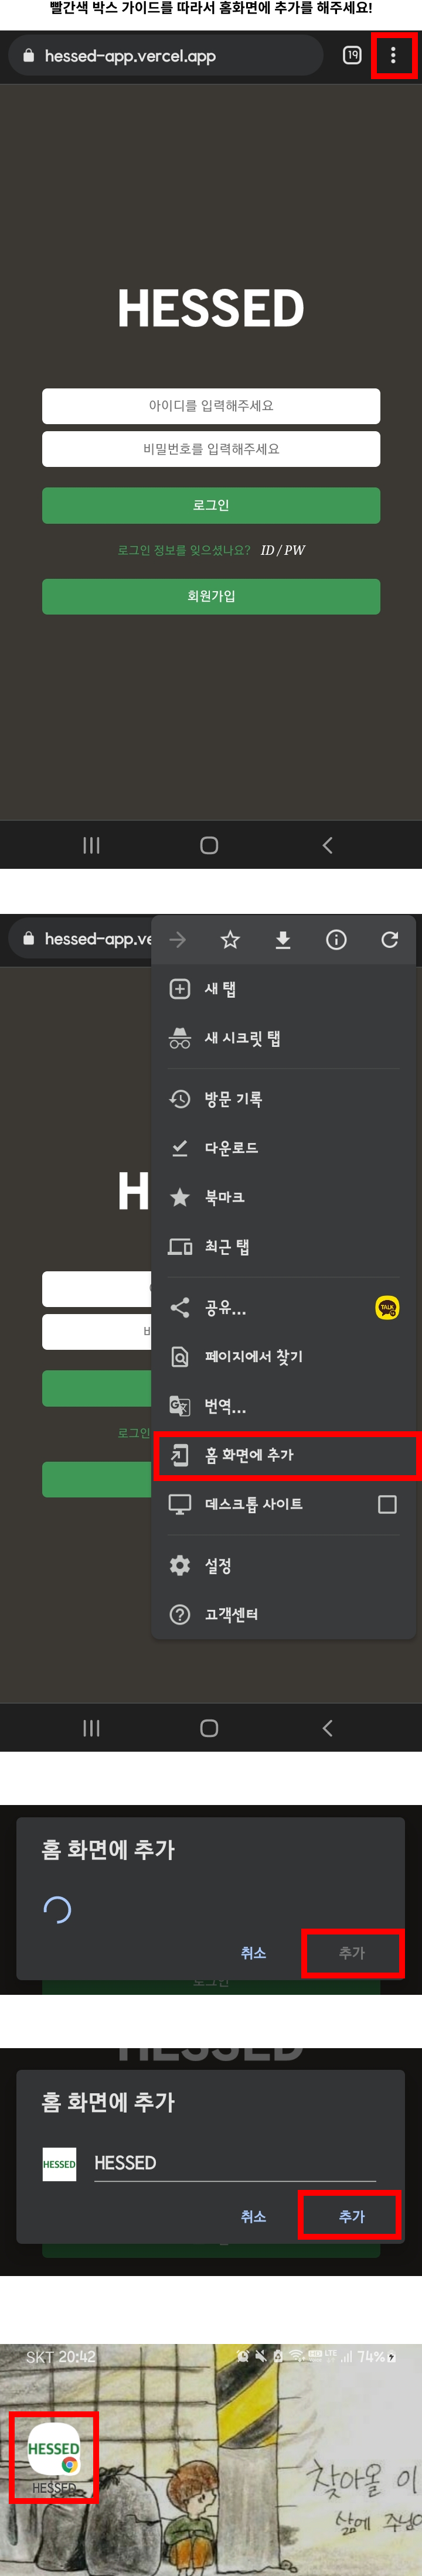 빨간색 박스 가이드를 따라서 홈화면에 추가를 해주세요!
hessed-app.vercel.app
19
HESSED
아이디를 입력해주세요
비밀번호를 입력해주세요
로그인
로그인 정보를 잊으셨나요? ID / PW
회원가입
hessed-app.ve
H
새 탭
새 시크릿 탭
방문 기록
다운로드
북마크
최근 탭
공유...
TALK
페이지에서 찾기
번역...
로그인
홈 화면에 추가
데스크톱 사이트
설정
고객센터
홈 화면에 추가
취소
추가
로그인
HESSED
홈 화면에 추가
HESSED
HESSED
취소
추가
SKT 20:42
LTE
74%
HESSED
HESSED
찾아올 이
삶에 주님